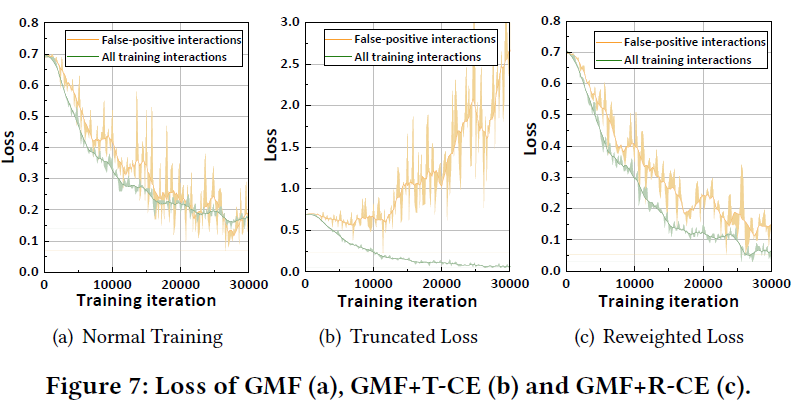 0.8
0.7
0.6
0.5
0.4
0.3
0.2
0.1
0.0
Loss
False-positive interactions
All training interactions
0
10000
20000
30000
Training iteration
(a) Normal Training
3.0
2.5
2.0
1.5
1.0
0.5
0.0
Loss
False-positive interactions
All training interactions
0
10000
20000
30000
Training iteration
(b) Truncated Loss
0.8
0.7
0.6
0.5
0.4
0.3
0.2
0.1
0.0
Loss
False-positive interactions
All training interactions
0
10000
20000
30000
Training iteration
(c) Reweighted Loss
Figure 7: Loss of GMF (a), GMF+T-CE (b) and GMF+R-CE (c).